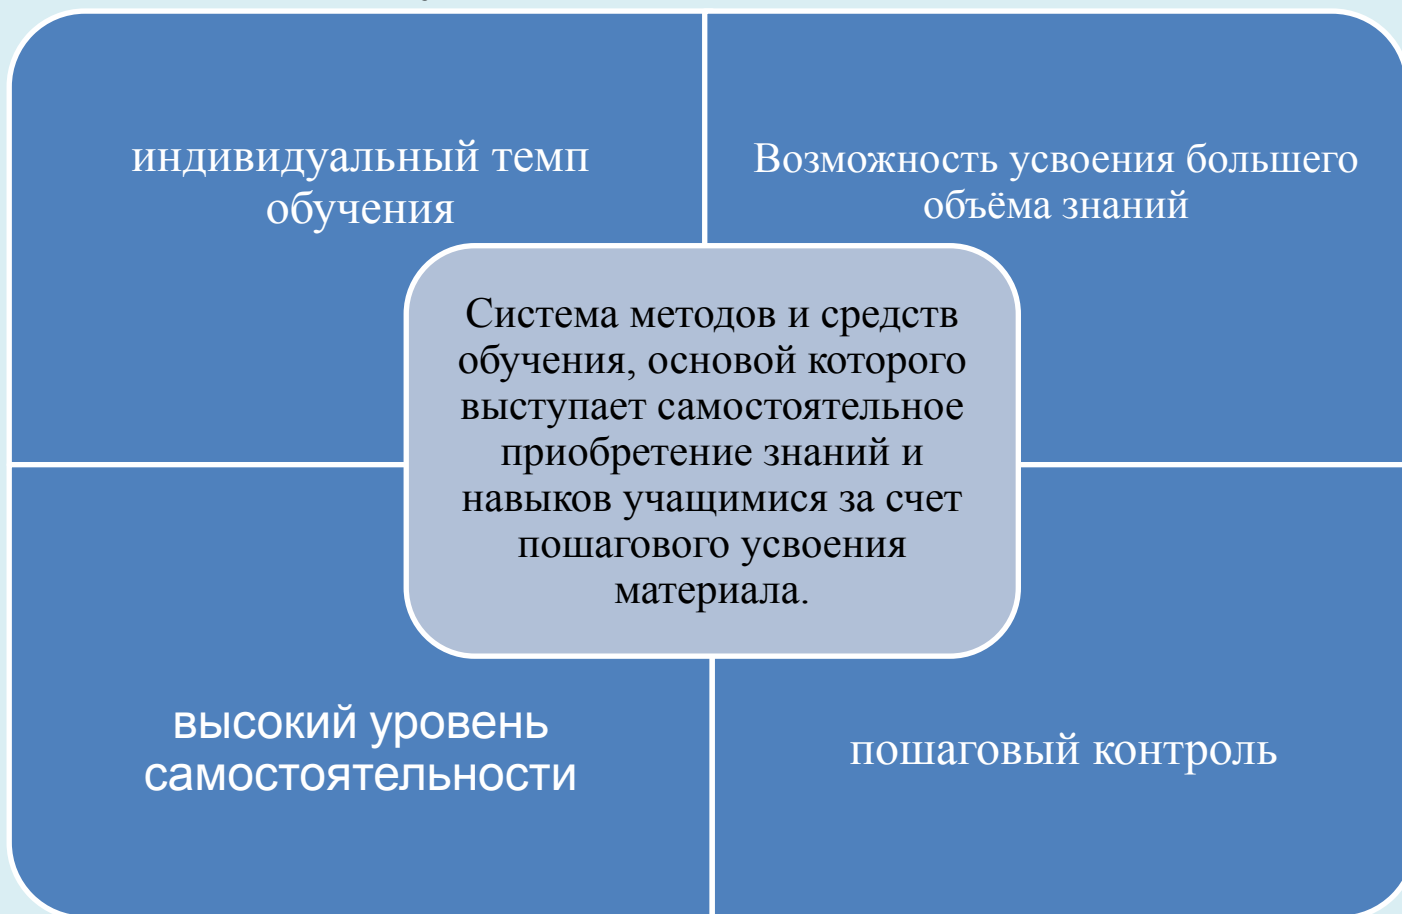 индивидуальный темп
обучения
Возможность усвоения большего
объёма знаний
Система методов и средств
обучения, основой которого
выступает самостоятельное
приобретение знаний и
навыков учащимися за счет
пошагового усвоения
материала.
высокий уровень
самостоятельности
пошаговый контроль